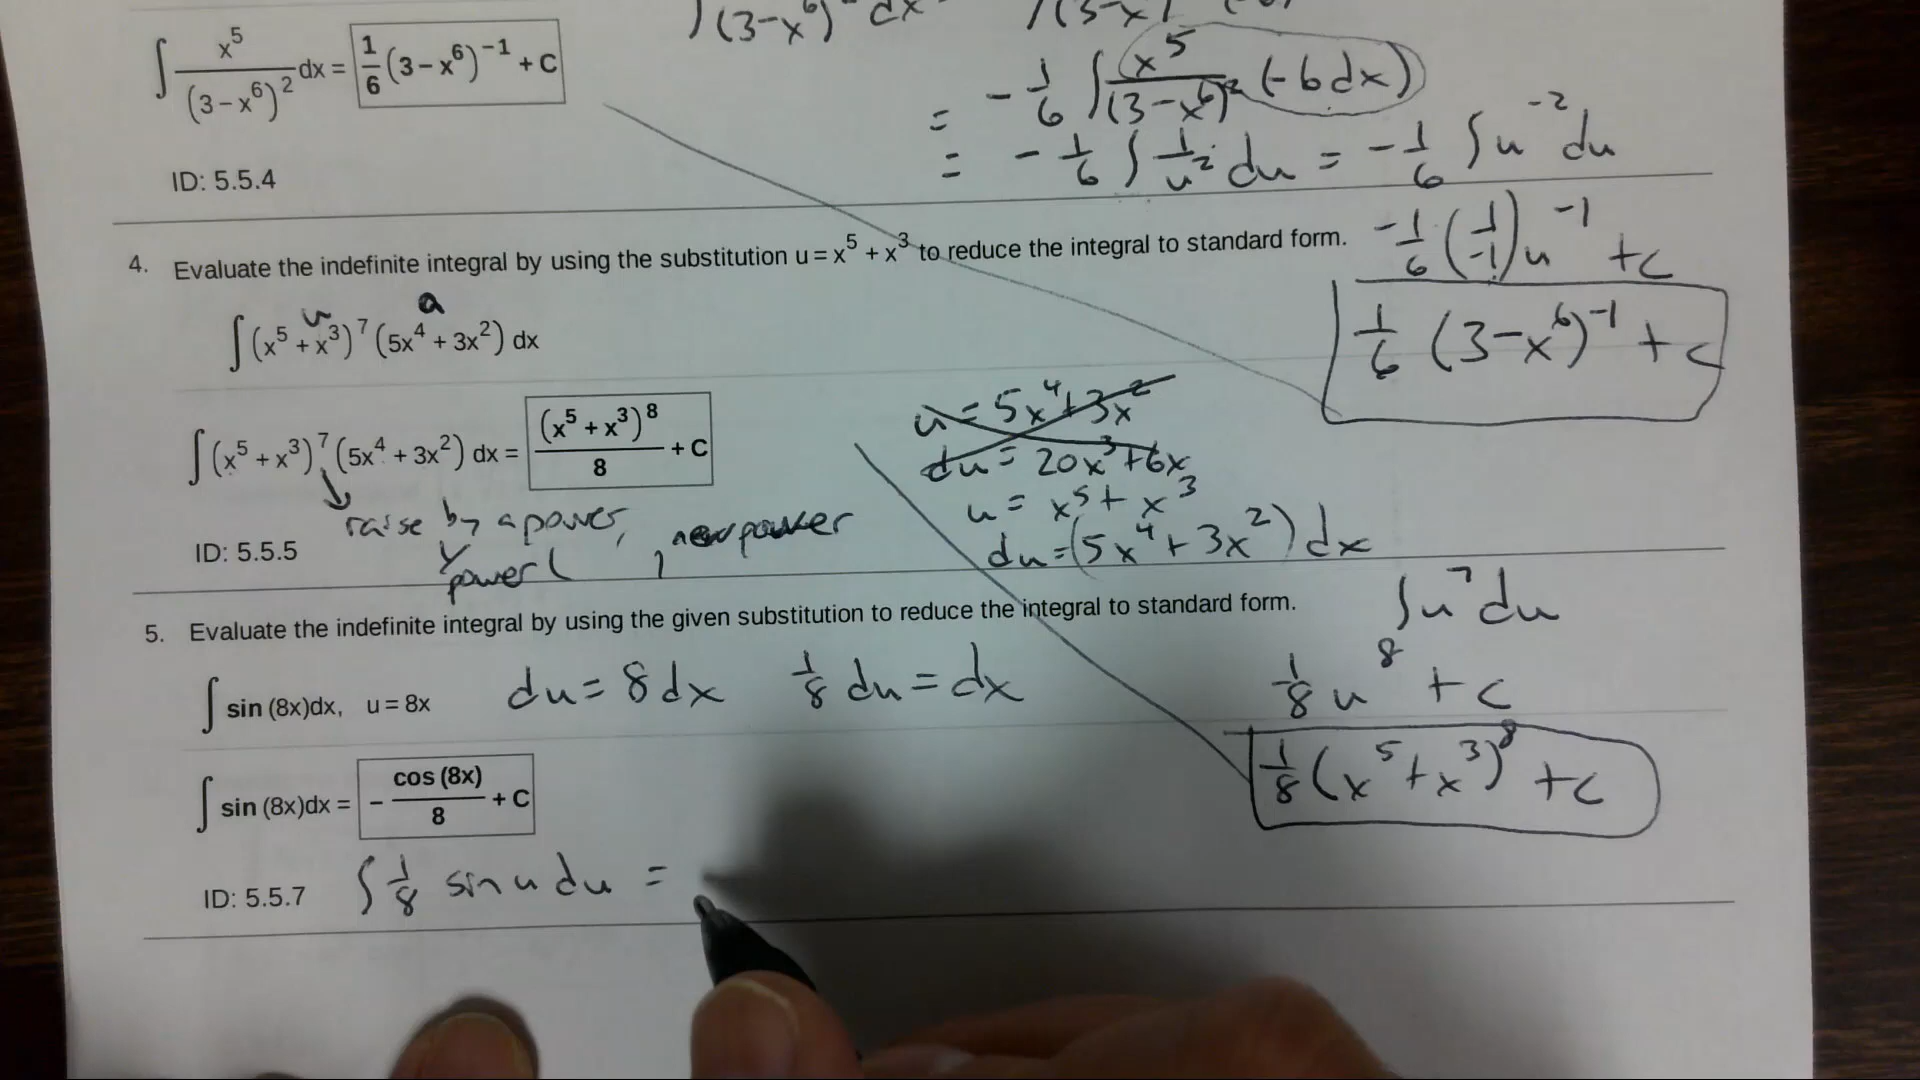 ∫(3-x⁶) dx
∫ x⁵/(3 – x⁶)² dx = 1/6 (3 – x⁶)⁻¹ + C
= -1/6 ∫ x⁵/(3-x⁶)² (-6dx)
= -1/6 ∫ 1/u² du = -1/6 ∫ u⁻² du
ID: 5.5.4
-1/6 (1/-1) u⁻¹ + c
1/6 (3-x⁶)⁻¹ + c
4. Evaluate the indefinite integral by using the substitution u = x⁵ + x³ to reduce the integral to standard form.
u a
∫(x⁵ + x³)⁷ (5x⁴ + 3x²) dx
∫(x⁵ + x³)⁷ (5x⁴ + 3x²) dx = (x⁵ + x³)⁸/8 + C
u = 5x⁴+3x²
du = 20x³+6x
u = x⁵ + x³
du = (5x⁴ + 3x²) dx
raise by a power, new power
power
ID: 5.5.5
∫u⁷ du
1/8 u⁸ + c
1/8 (x⁵ + x³)⁸ + c
5. Evaluate the indefinite integral by using the given substitution to reduce the integral to standard form.
∫ sin (8x)dx, u = 8x du = 8dx 1/8 du = dx
∫ sin (8x)dx = – cos (8x)/8 + C
ID: 5.5.7 ∫ 1/8 sin u du =